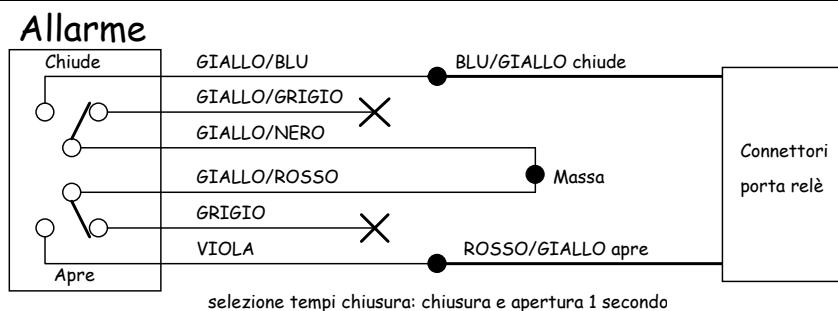 Allarme
Chiude
GIALLO/BLU
BLU/GIALLO chiude
GIALLO/GRIGIO
GIALLO/NERO
Connettori
porta relè
GIALLO/ROSSO
Massa
GRIGIO
VIOLA
ROSSO/GIALLO apre
Apre
selezione tempi chiusura: chiusura e apertura 1 secondo